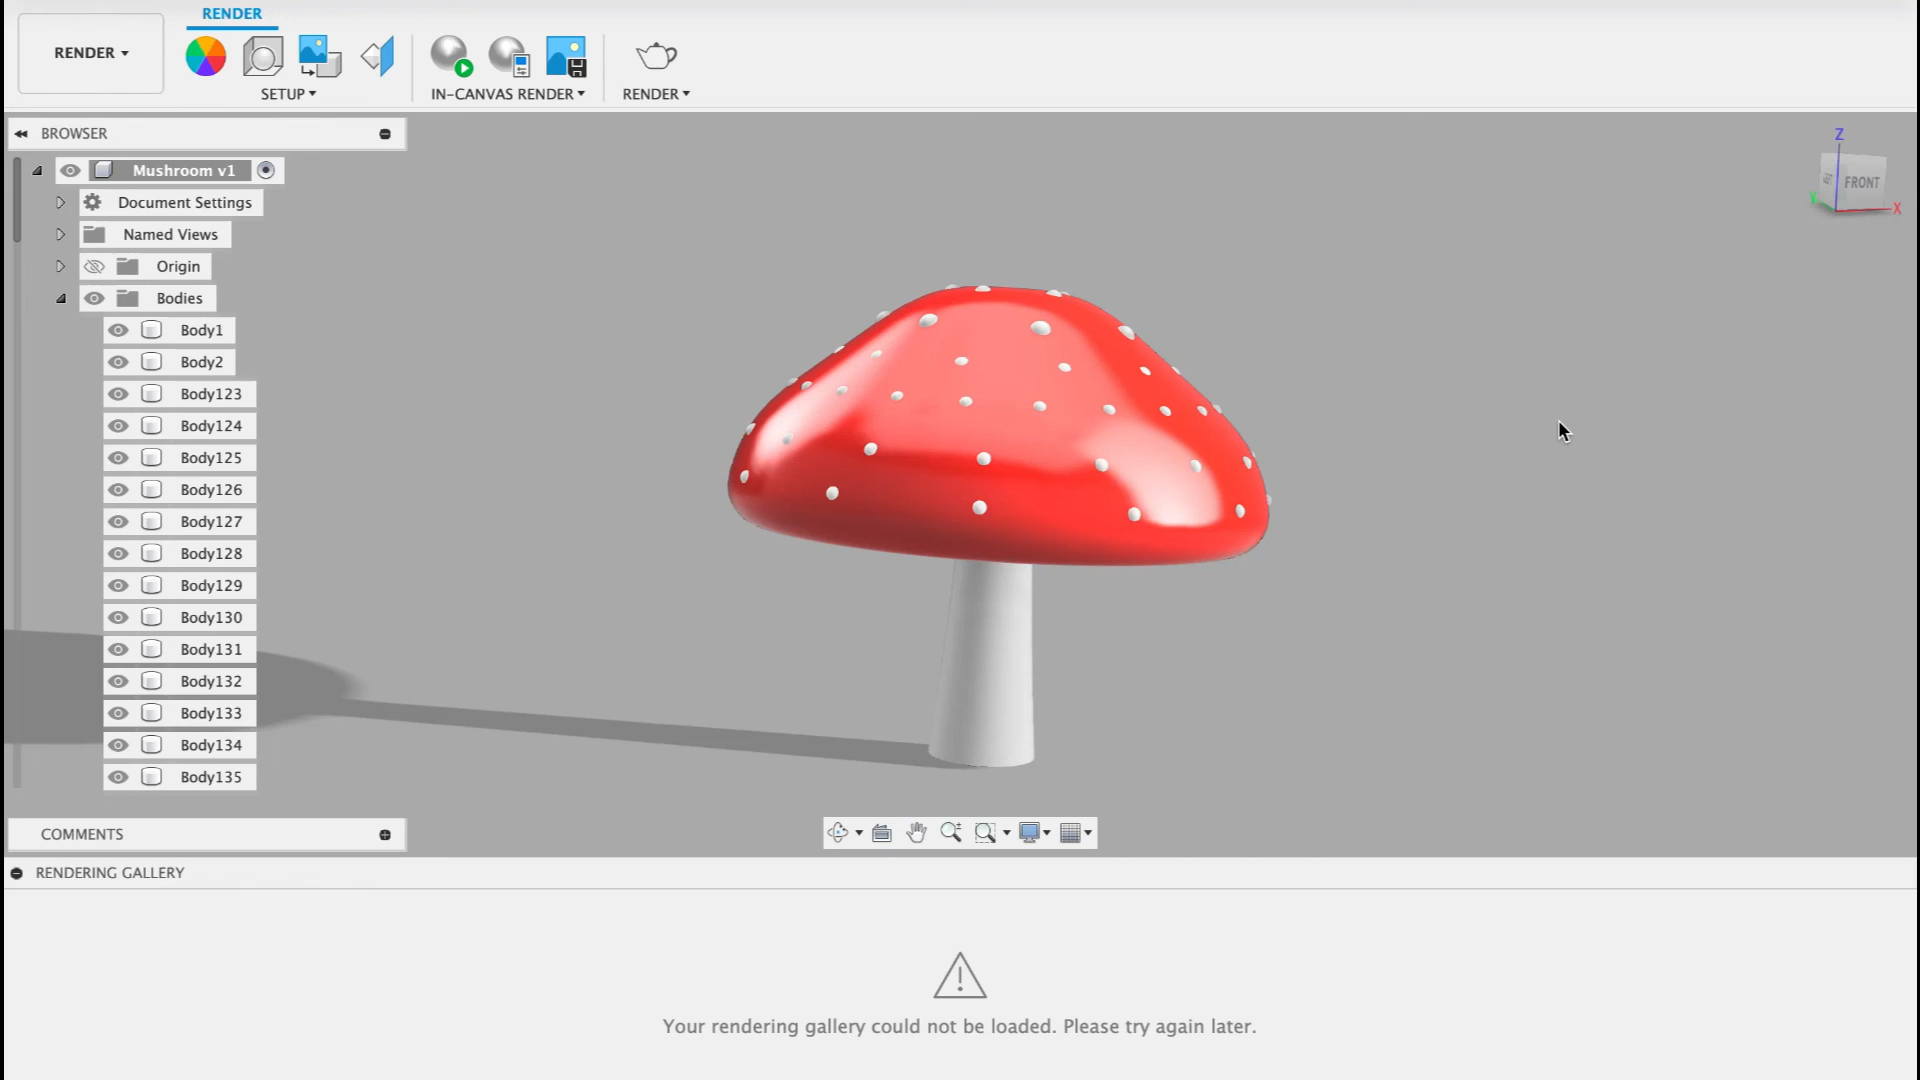 RENDER
RENDER
SETUP
IN-CANVAS RENDER
RENDER
BROWSER
Mushroom v1
Document Settings
Named Views
Origin
Bodies
Body1
Body2
Body123
Body124
Body125
Body126
Body127
Body128
Body129
Body130
Body131
Body132
Body133
Body134
Body135
Z
LEFT
FRONT
Y
X
COMMENTS
RENDERING GALLERY
Your rendering gallery could not be loaded. Please try again later.